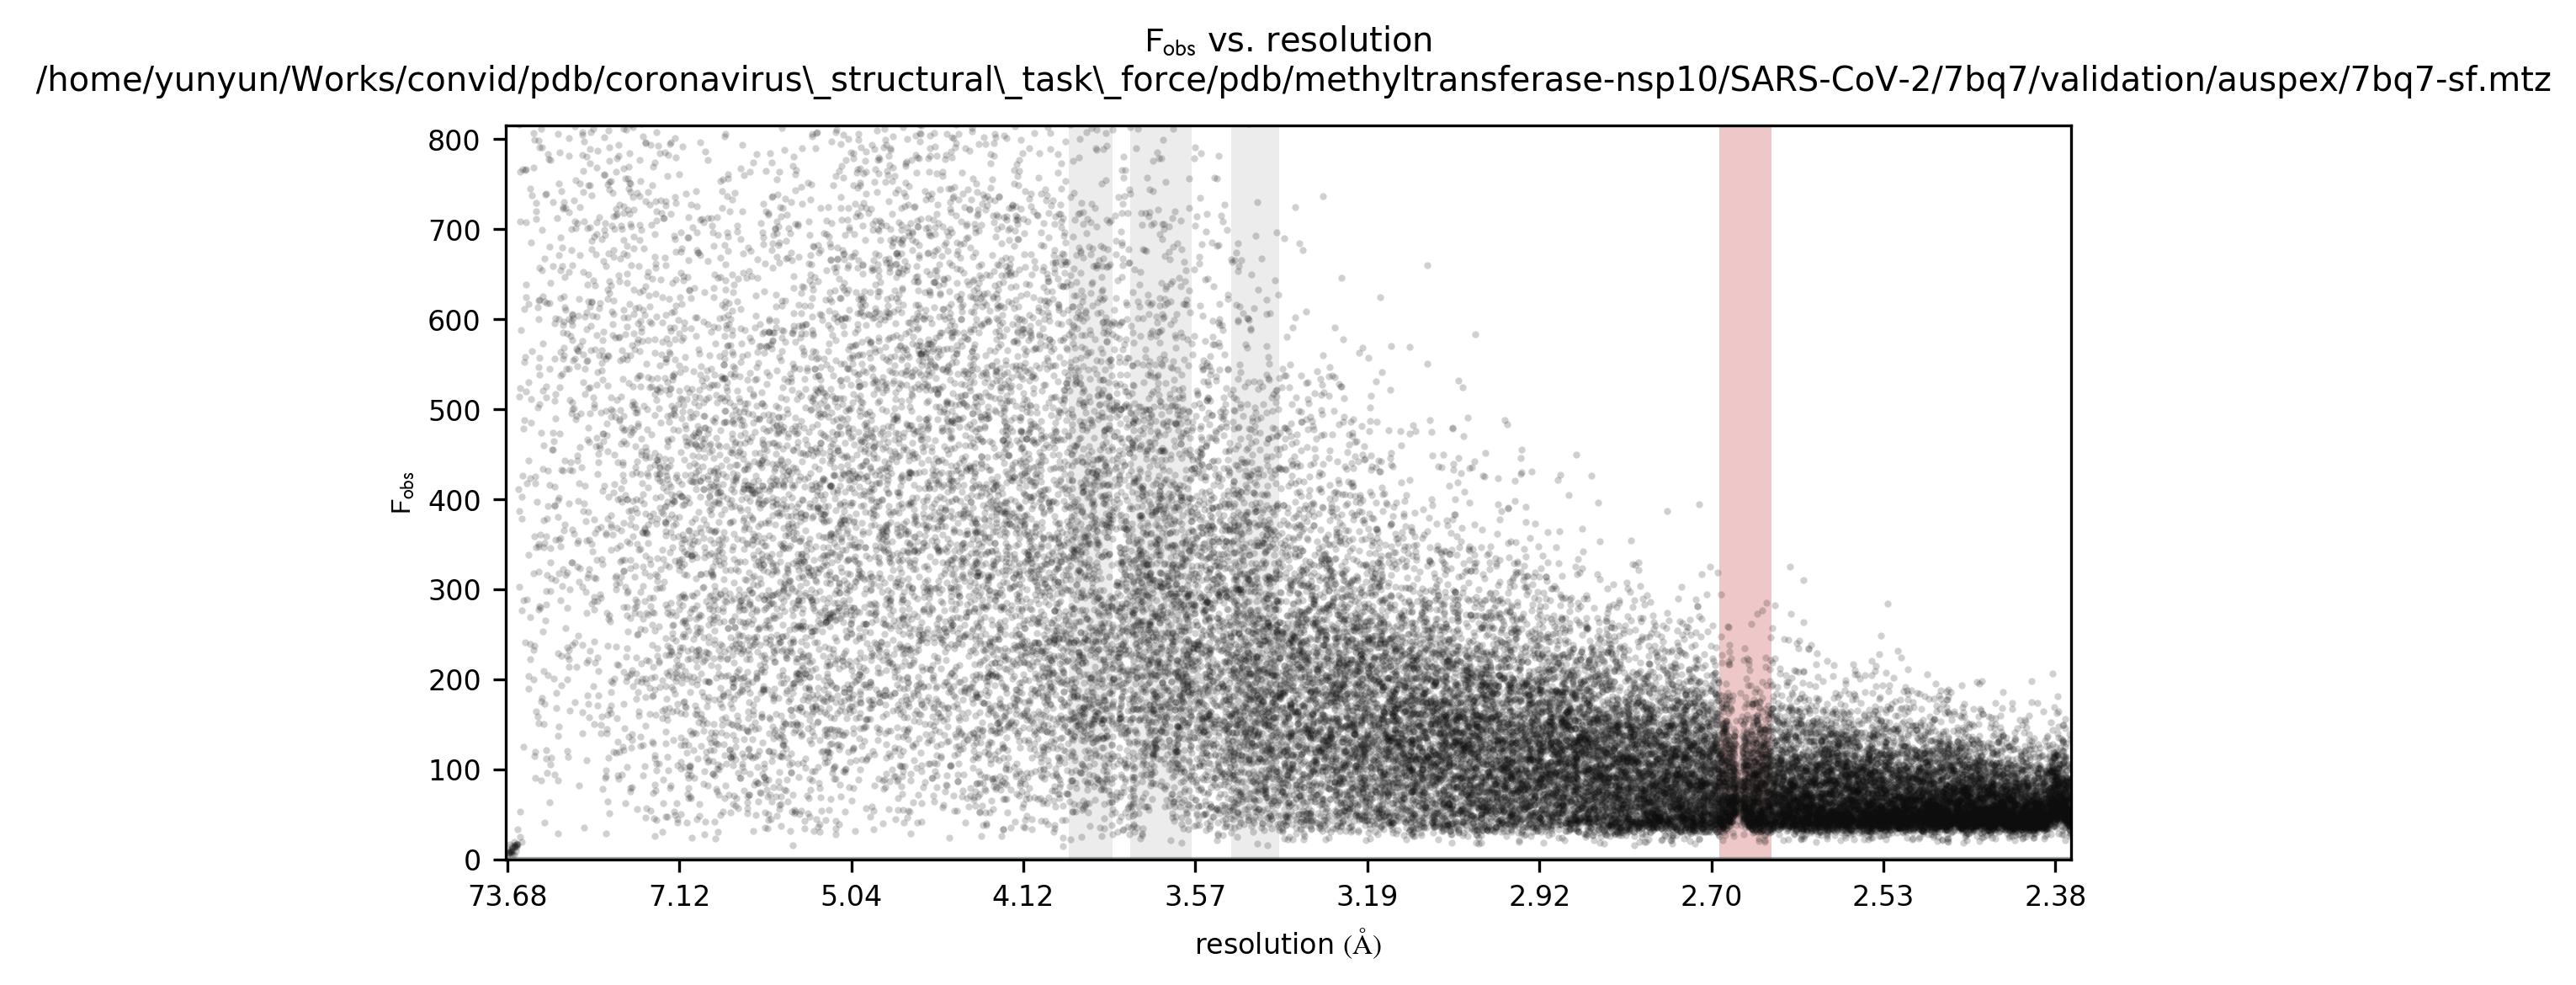 F_obs vs. resolution
/home/yunyun/Works/convid/pdb/coronavirus\_structural\_task\_force/pdb/methyltransferase-nsp10/SARS-CoV-2/7bq7/validation/auspex/7bq7-sf.mtz
800
700
600
500
400
300
200
100
0
F_obs
73.68 7.12 5.04 4.12 3.57 3.19 2.92 2.70 2.53 2.38
resolution (Å)